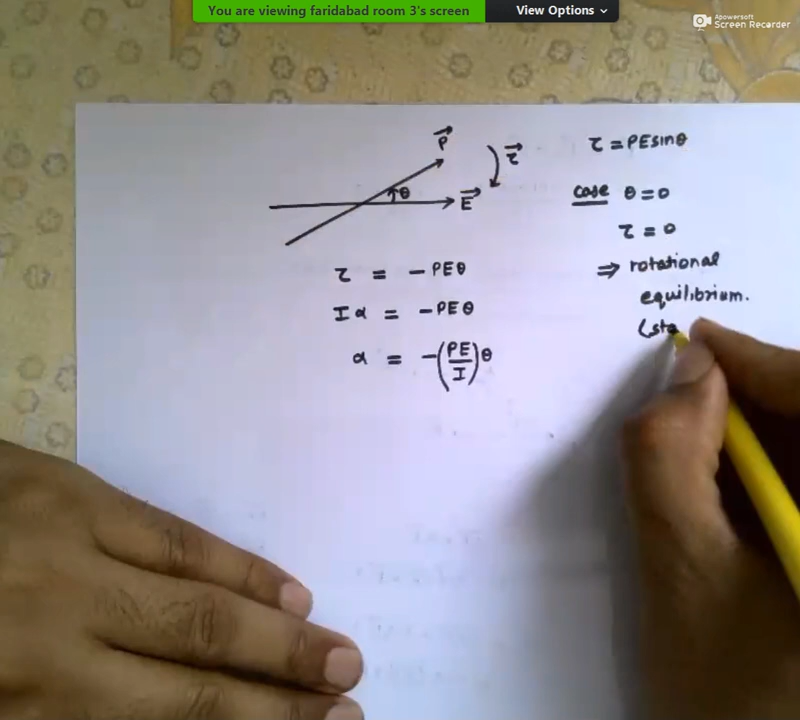 You are viewing faridabad room 3's screen View Options
Apowersoft
Screen Recorder
P⃗
θ
E⃗
τ⃗
τ = PE sinθ
case θ = 0
τ = 0
⇒ rotational
equilibrium.
(sta
τ = - PEθ
Iα = - PEθ
α = -(PE/I)θ